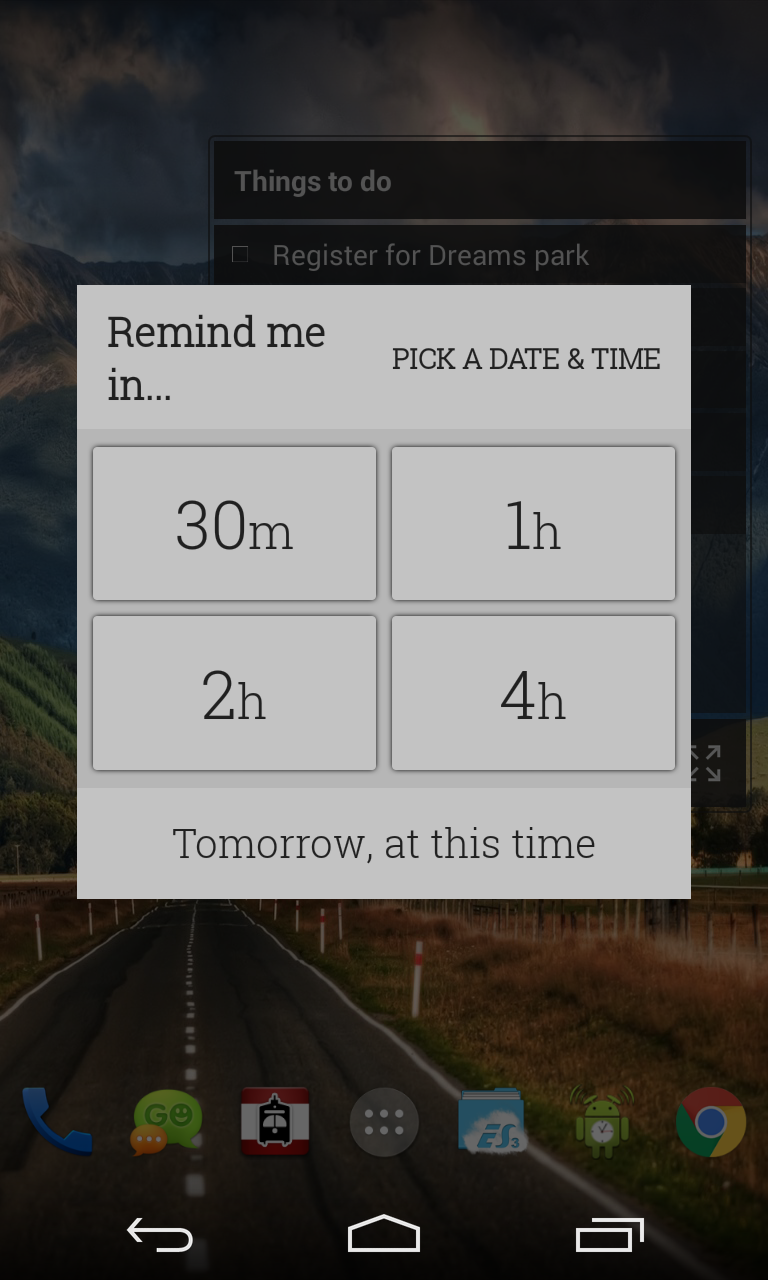 Things to do
Register for Dreams park
Remind me
in...
PICK A DATE & TIME
30m
1h
2h
4h
Tomorrow, at this time
GO
ES3